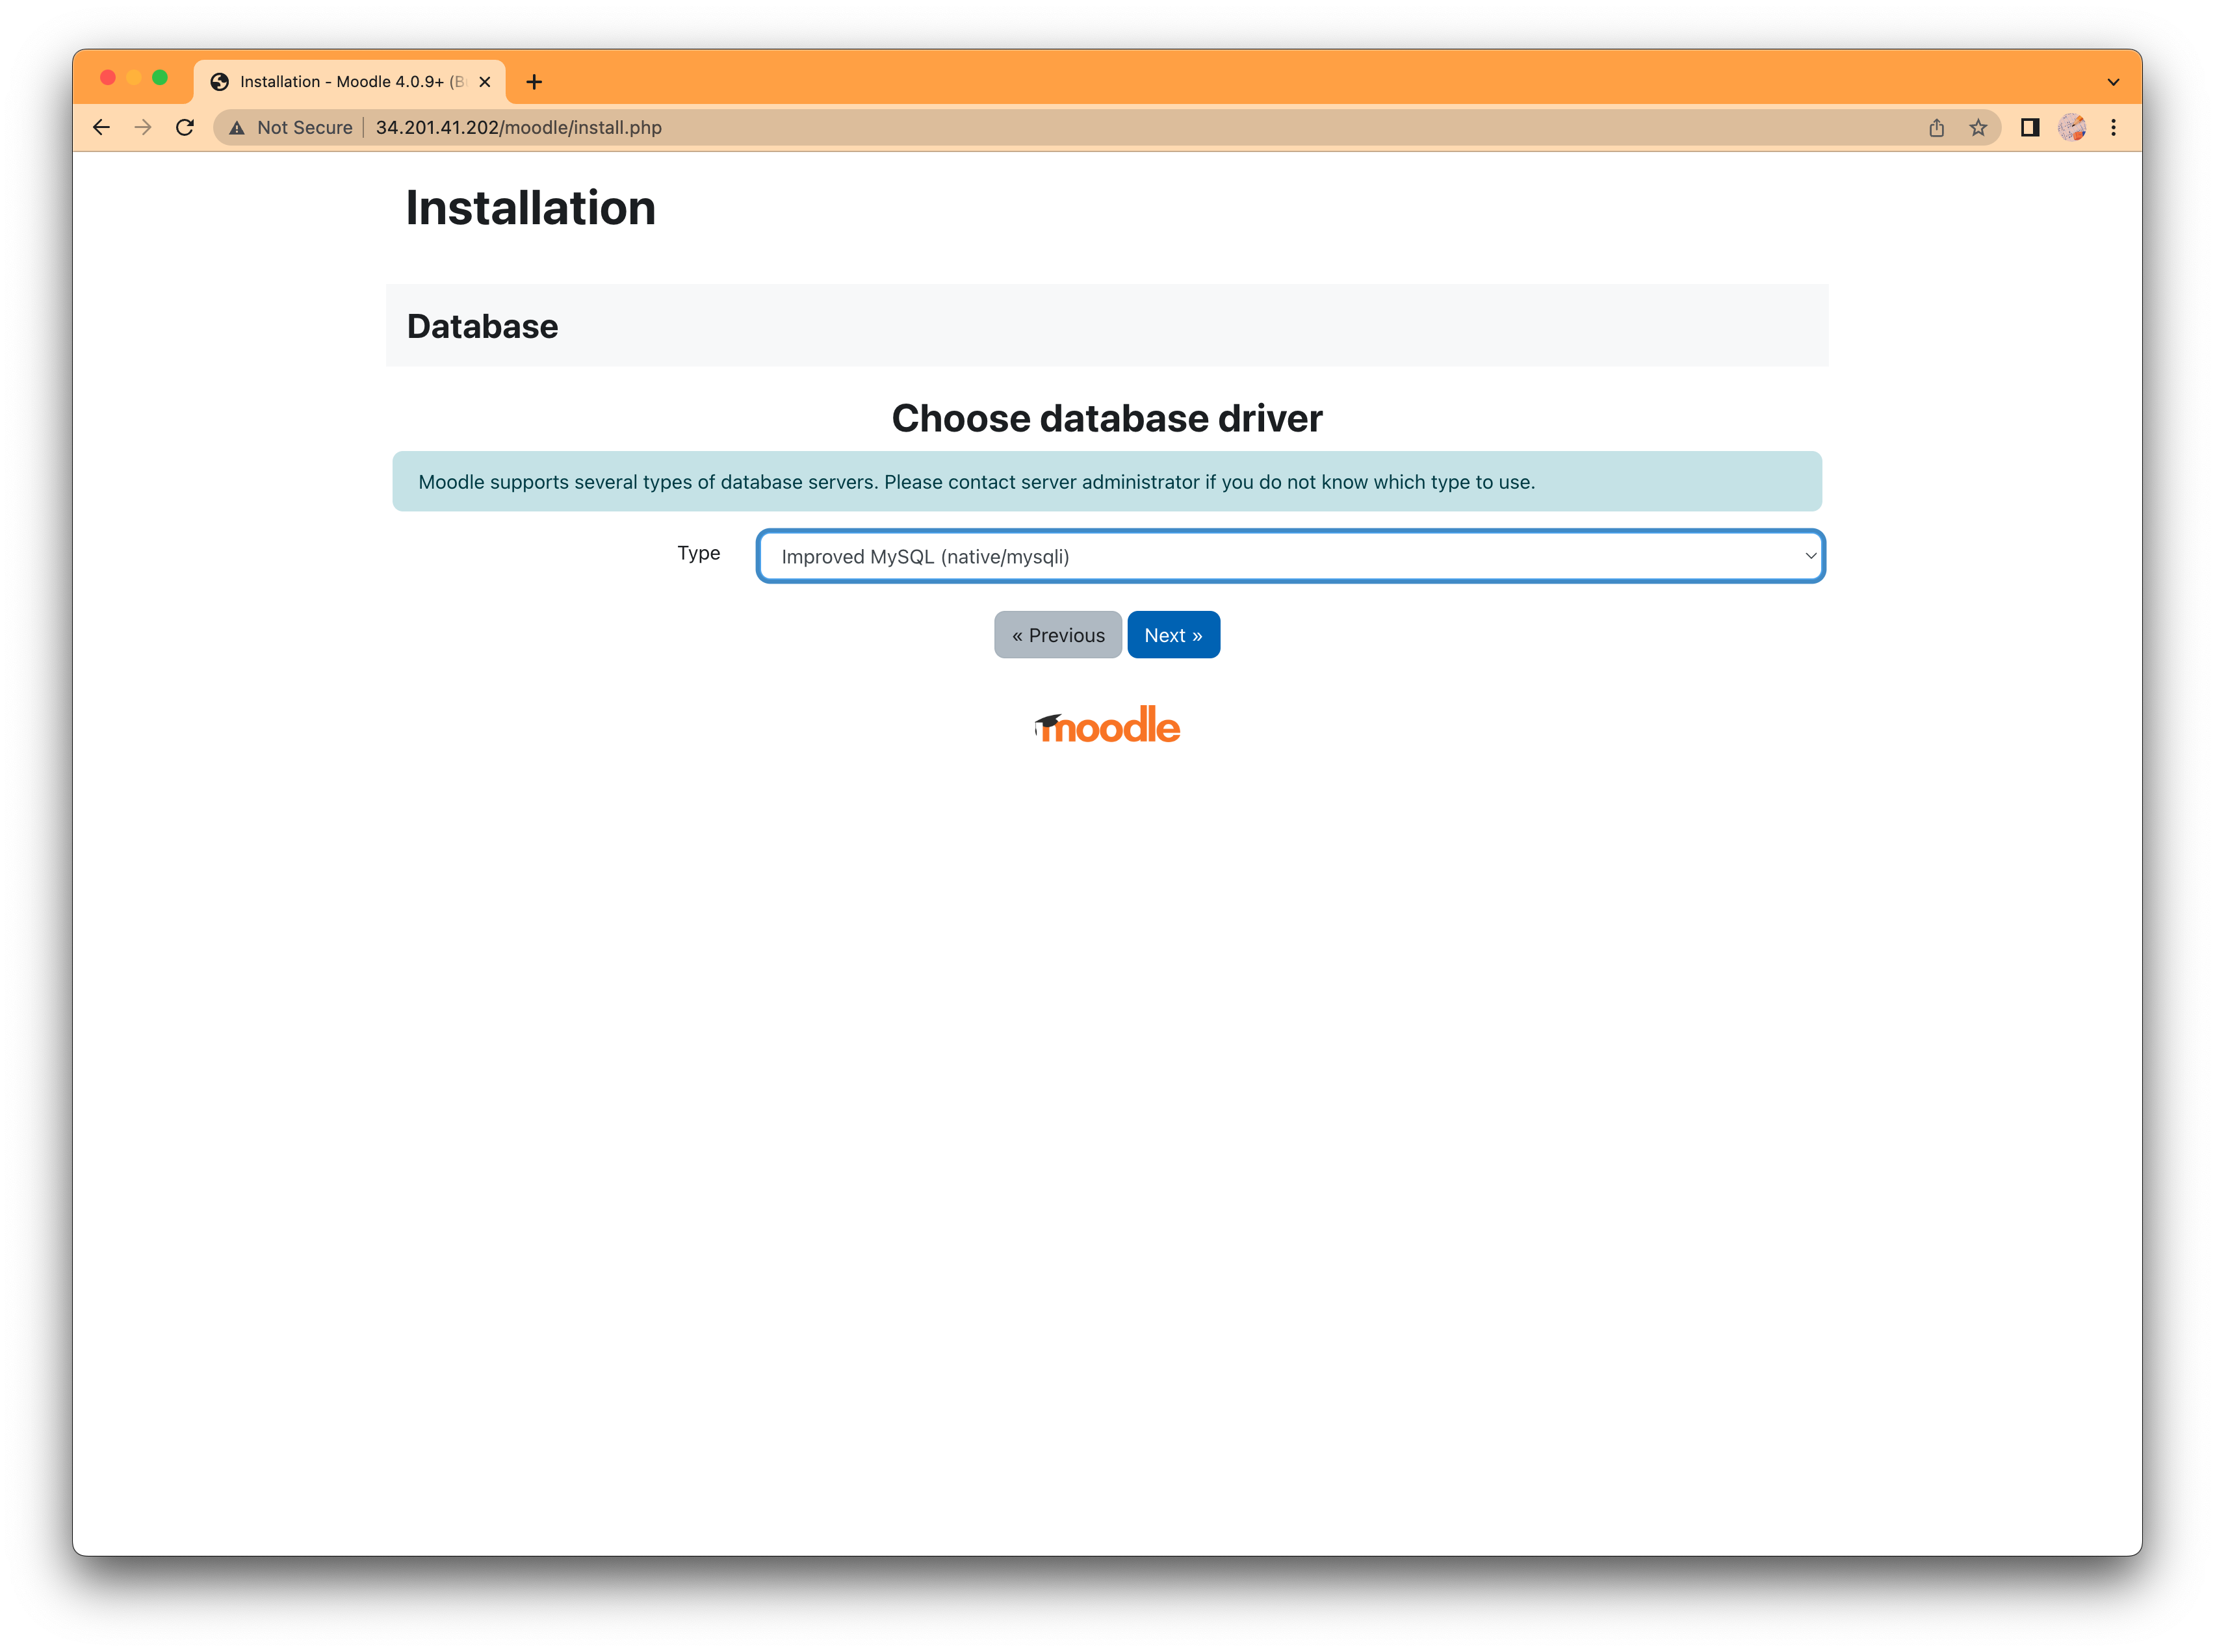 Installation - Moodle 4.0.9+ (B
Not Secure 34.201.41.202/moodle/install.php
Installation
Database
Choose database driver
Moodle supports several types of database servers. Please contact server administrator if you do not know which type to use.
Type Improved MySQL (native/mysqli)
« Previous Next »
moodle